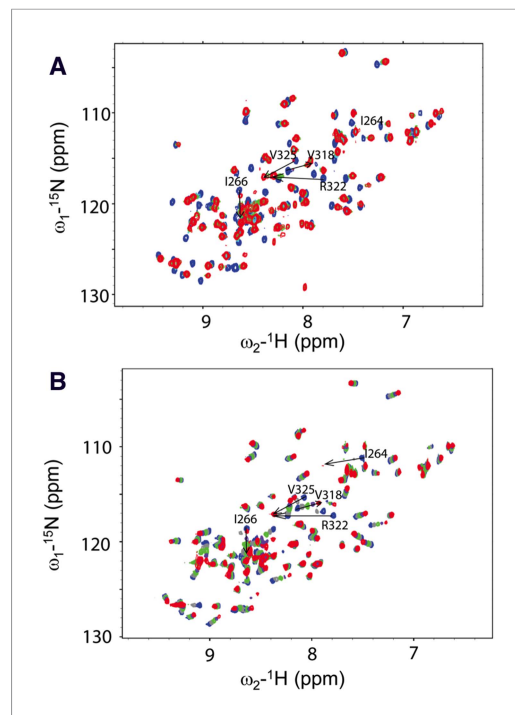 A
I264
V325
V318
I266
R322
110
120
130
ω1-15N (ppm)
9
8
7
ω2-1H (ppm)
B
I264
V325
V318
I266
R322
110
120
130
ω1-15N (ppm)
9
8
7
ω2-1H (ppm)